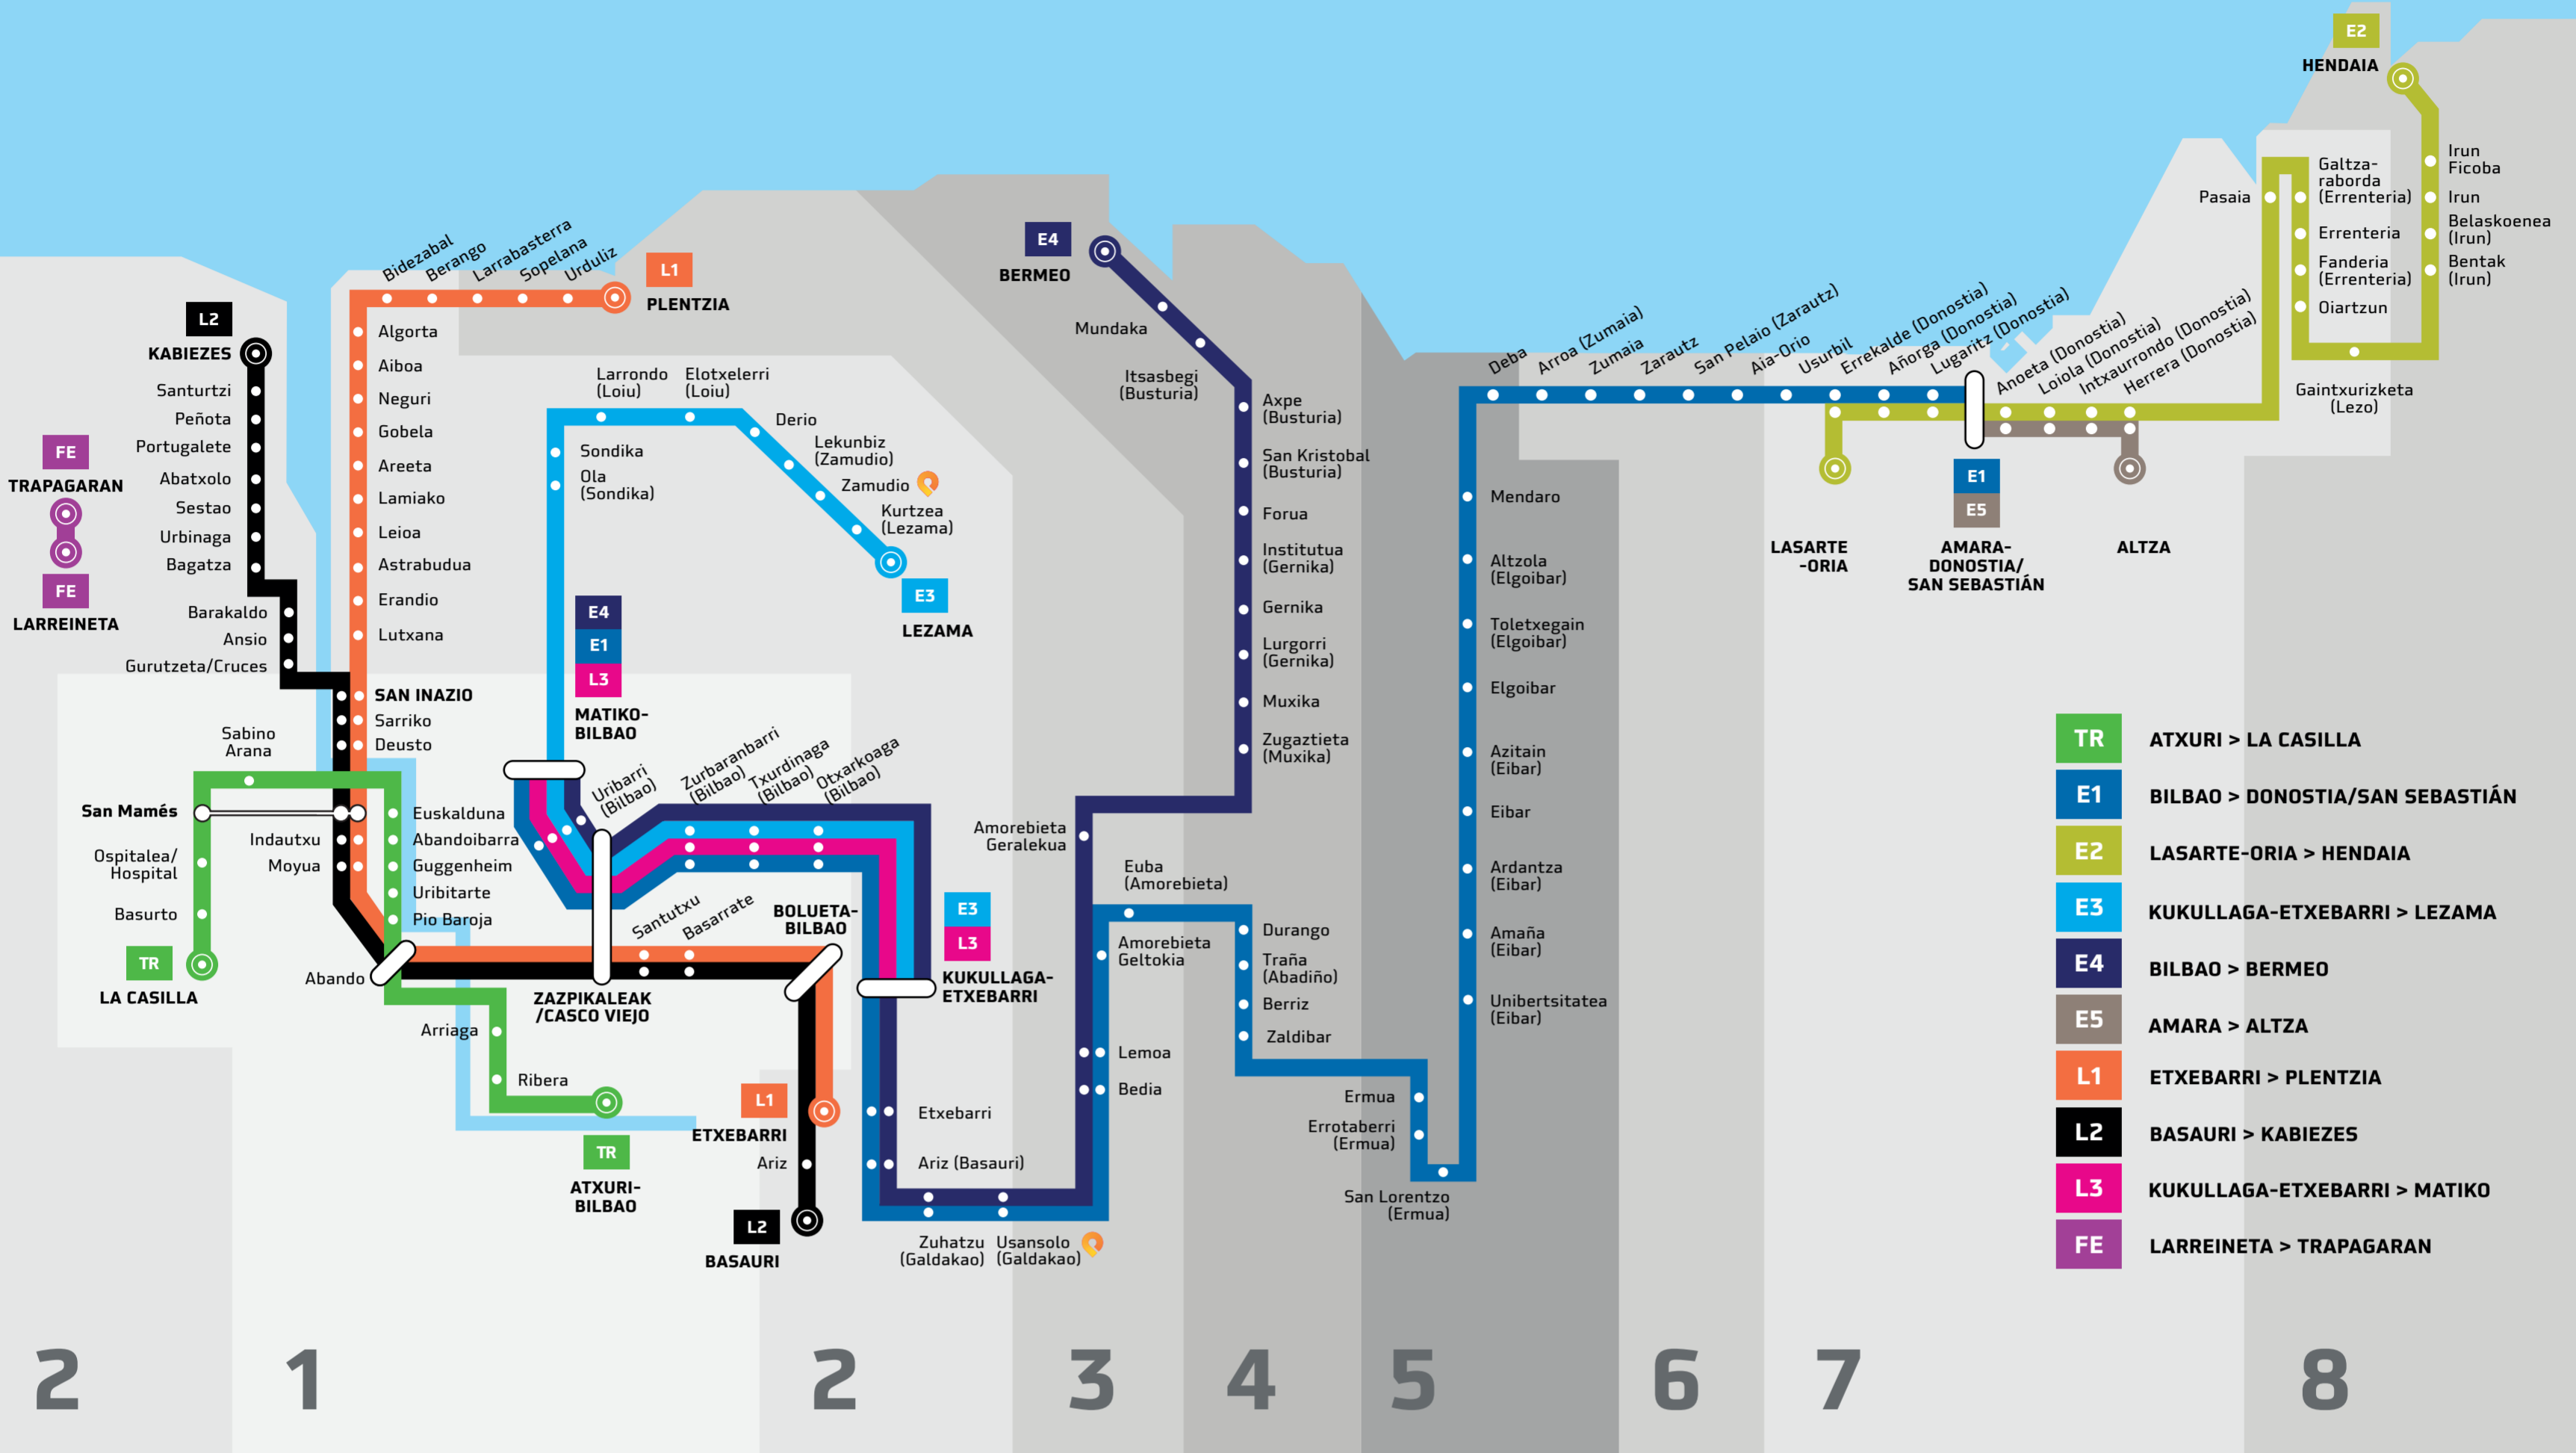 E2
HENDAIA
Irun
Ficoba
Irun
Belaskoenea
(Irun)
Bentak
(Irun)
Galtza-
raborda
(Errenteria)
Errenteria
Fanderia
(Errenteria)
Oiartzun
Pasaia
Gaintxurizketa
(Lezo)
Bidezabal
Berango
Larrabasterra
Sopelana
Urduliz
L1
PLENTZIA
Algorta
Aiboa
Neguri
Gobela
Areeta
Lamiako
Leioa
Astrabudua
Erandio
Lutxana
SAN INAZIO
Sarriko
Deusto
L2
KABIEZES
Santurtzi
Peñota
Portugalete
Abatxolo
Sestao
Urbinaga
Bagatza
Barakaldo
Ansio
Gurutzeta/Cruces
FE
TRAPAGARAN
FE
LARREINETA
Sabino
Arana
San Mamés
Indautxu
Moyua
Ospitalea/
Hospital
Basurto
TR
LA CASILLA
Euskalduna
Abandoibarra
Guggenheim
Uribitarte
Pio Baroja
Abando
Arriaga
Ribera
TR
ATXURI-
BILBAO
Larrondo
(Loiu)
Elotxelerri
(Loiu)
Derio
Lekunbiz
(Zamudio)
Zamudio
Kurtzea
(Lezama)
E3
LEZAMA
Sondika
Ola
(Sondika)
E4
E1
L3
MATIKO-
BILBAO
Uribarri
(Bilbao)
Zurbaranbarri
(Bilbao)
Txurdinaga
(Bilbao)
Otxarkoaga
(Bilbao)
Santutxu
Basarrate
ZAZPIKALEAK
/CASCO VIEJO
BOLUETA-
BILBAO
E3
L3
KUKULLAGA-
ETXEBARRI
L1
ETXEBARRI
Ariz
L2
BASAURI
Etxebarri
Ariz (Basauri)
Zuhatzu
(Galdakao)
Usansolo
(Galdakao)
E4
BERMEO
Mundaka
Itsasbegi
(Busturia)
Axpe
(Busturia)
San Kristobal
(Busturia)
Forua
Institutua
(Gernika)
Gernika
Lurgorri
(Gernika)
Muxika
Zugaztieta
(Muxika)
Amorebieta
Geralekua
Euba
(Amorebieta)
Amorebieta
Geltokia
Lemoa
Bedia
Durango
Traña
(Abadiño)
Berriz
Zaldibar
Ermua
Errotaberri
(Ermua)
San Lorentzo
(Ermua)
Unibertsitatea
(Eibar)
Amaña
(Eibar)
Ardantza
(Eibar)
Eibar
Azitain
(Eibar)
Elgoibar
Toletxegain
(Elgoibar)
Altzola
(Elgoibar)
Mendaro
Deba
Arroa (Zumaia)
Zumaia
Zarautz
San Pelaio (Zarautz)
Aia-Orio
Usurbil
Errekalde (Donostia)
Añorga (Donostia)
Lugaritz (Donostia)
Anoeta (Donostia)
Loiola (Donostia)
Intxaurrondo (Donostia)
Herrera (Donostia)
LASARTE
-ORIA
E1
E5
AMARA-
DONOSTIA/
SAN SEBASTIÁN
ALTZA
TR ATXURI > LA CASILLA
E1 BILBAO > DONOSTIA/SAN SEBASTIÁN
E2 LASARTE-ORIA > HENDAIA
E3 KUKULLAGA-ETXEBARRI > LEZAMA
E4 BILBAO > BERMEO
E5 AMARA > ALTZA
L1 ETXEBARRI > PLENTZIA
L2 BASAURI > KABIEZES
L3 KUKULLAGA-ETXEBARRI > MATIKO
FE LARREINETA > TRAPAGARAN
2 1 2 3 4 5 6 7 8